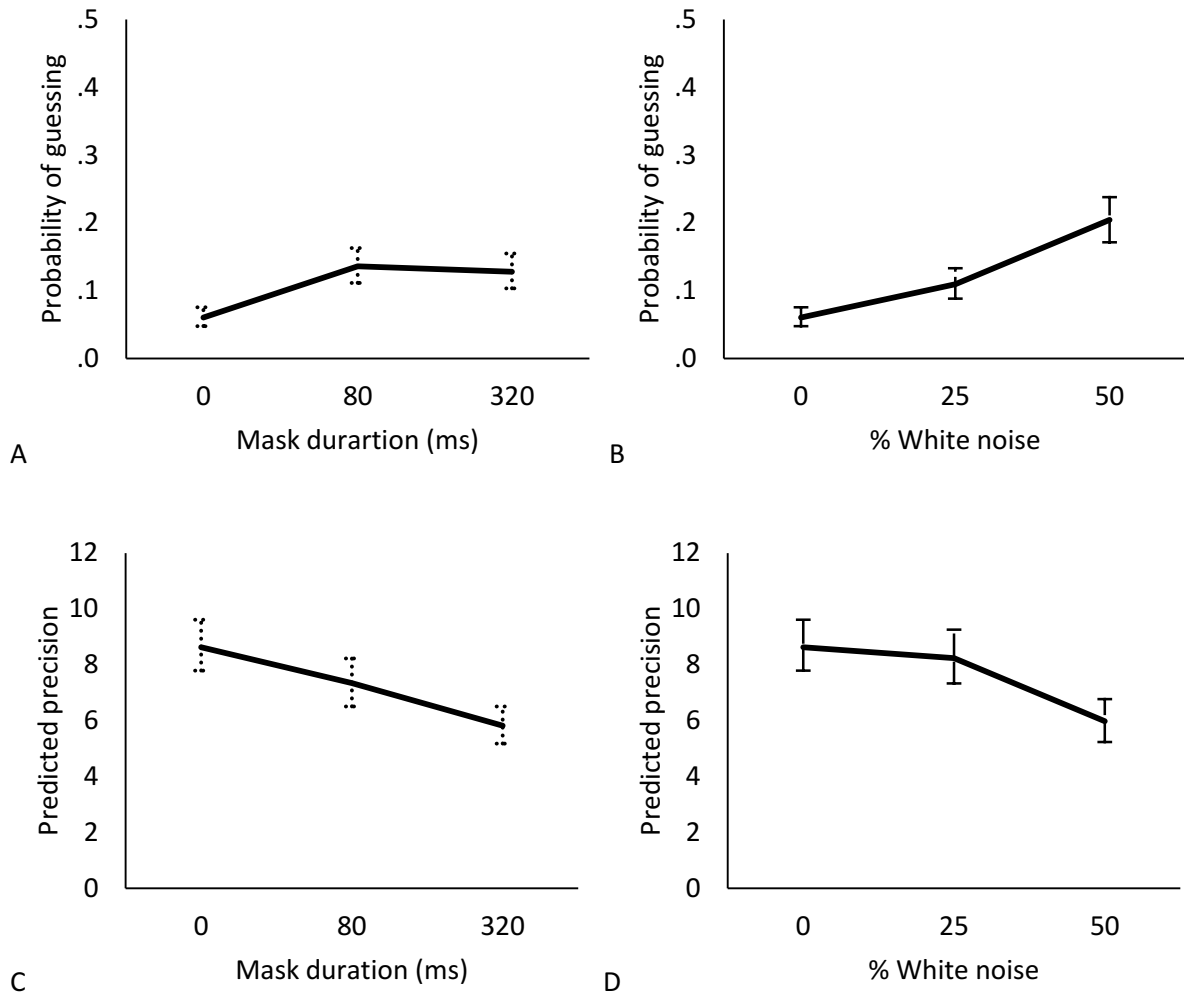 Probability of guessing
.5
.4
.3
.2
.1
.0
0 80 320
Mask durartion (ms)
A
Probability of guessing
.5
.4
.3
.2
.1
.0
0 25 50
% White noise
B
Predicted precision
12
10
8
6
4
2
0
0 80 320
Mask duration (ms)
C
Predicted precision
12
10
8
6
4
2
0
0 25 50
% White noise
D